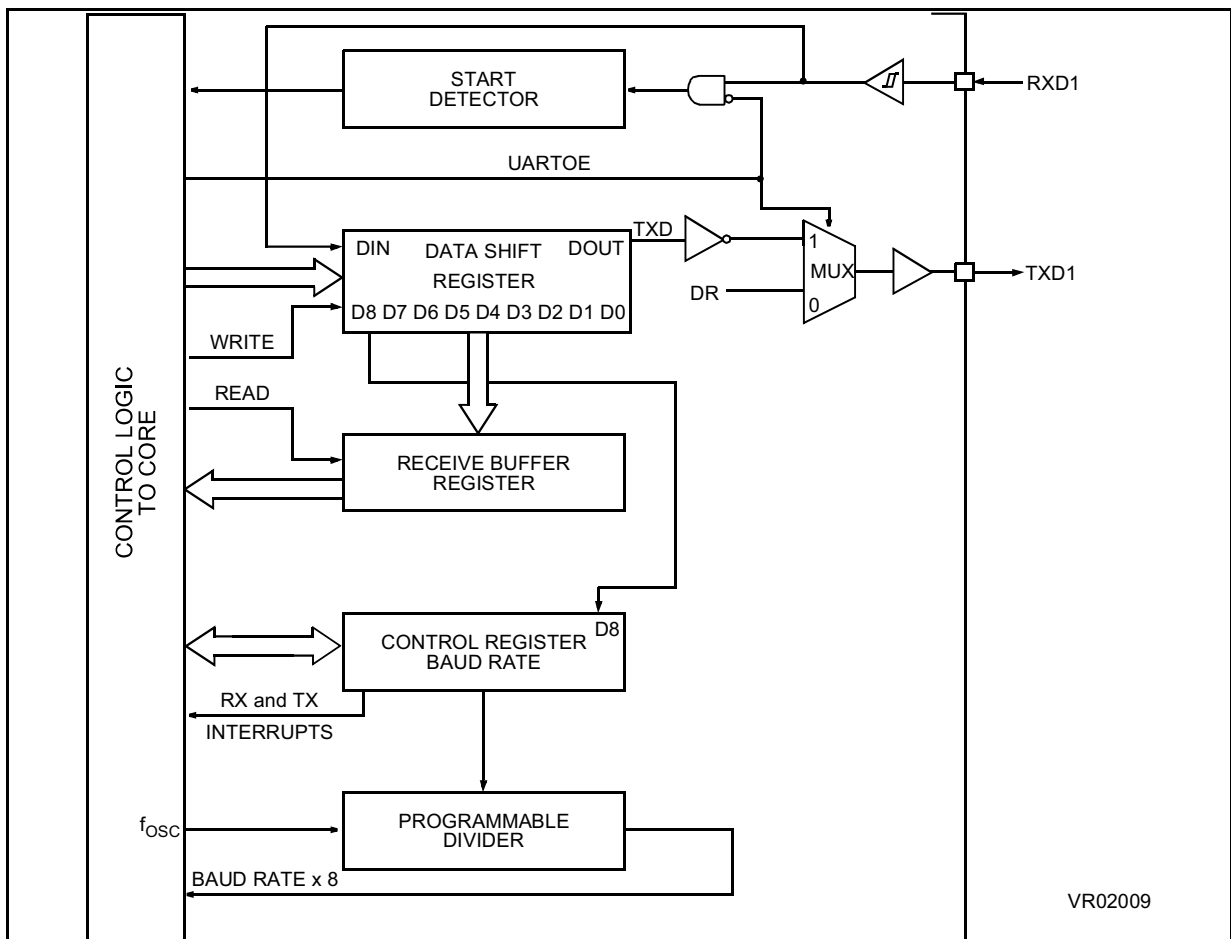 START
DETECTOR
RXD1
UARTOE
TXD
DIN DATA SHIFT DOUT
REGISTER
D8 D7 D6 D5 D4 D3 D2 D1 D0
1
MUX
0
DR
TXD1
WRITE
READ
CONTROL LOGIC
TO CORE
RECEIVE BUFFER
REGISTER
D8
CONTROL REGISTER
BAUD RATE
RX and TX
INTERRUPTS
fOSC
PROGRAMMABLE
DIVIDER
BAUD RATE x 8
VR02009